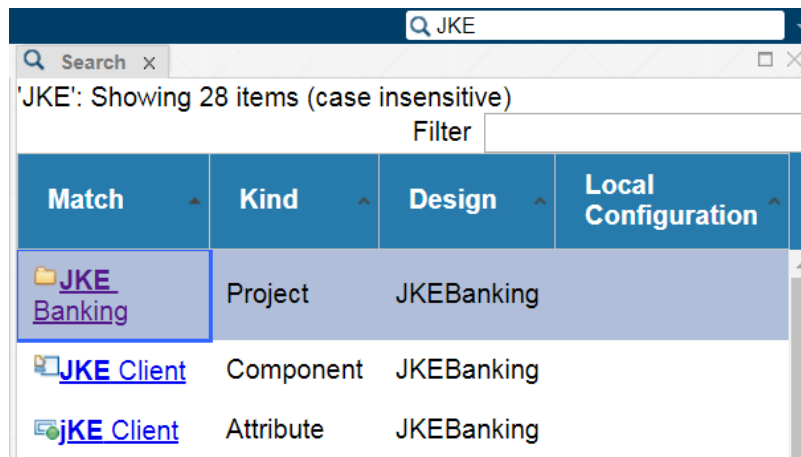 JKE
Search x
'JKE': Showing 28 items (case insensitive)
Filter
Match Kind Design Local Configuration
JKE Banking Project JKEBanking
JKE Client Component JKEBanking
jKE Client Attribute JKEBanking